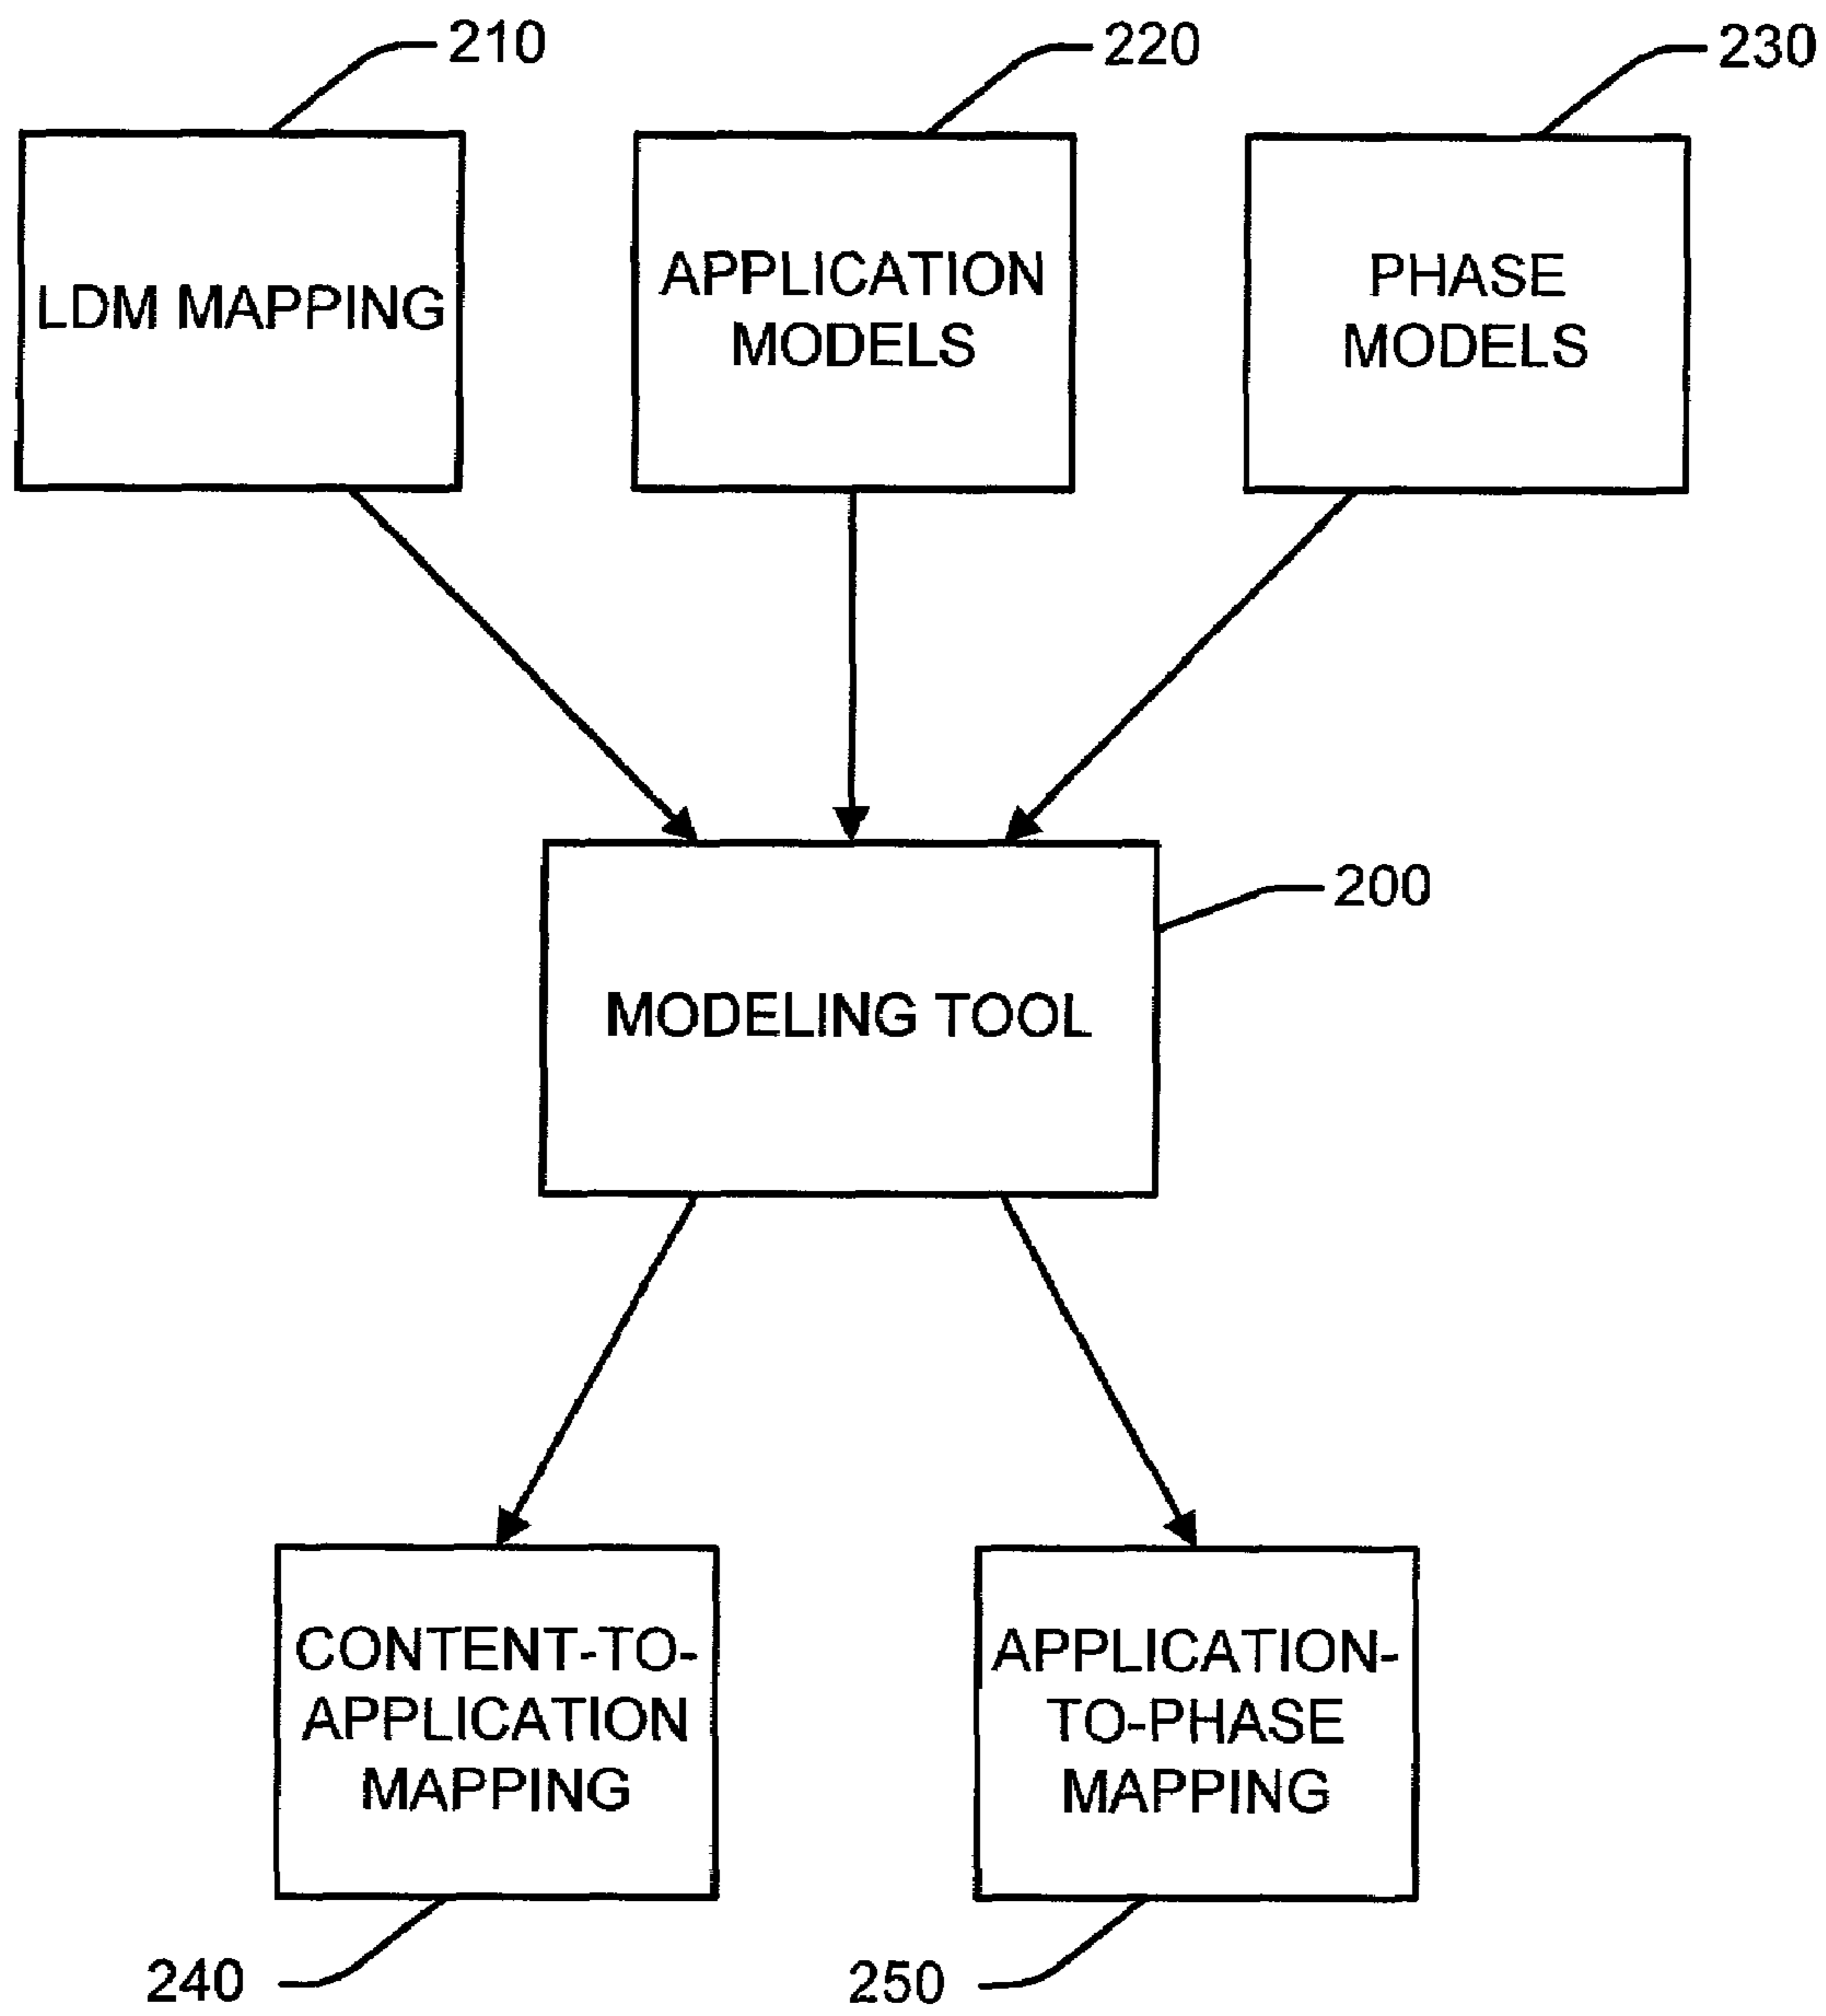 210
220
230
LDM MAPPING
APPLICATION
MODELS
PHASE
MODELS
200
MODELING TOOL
CONTENT-TO-
APPLICATION
MAPPING
APPLICATION-
TO-PHASE
MAPPING
240
250